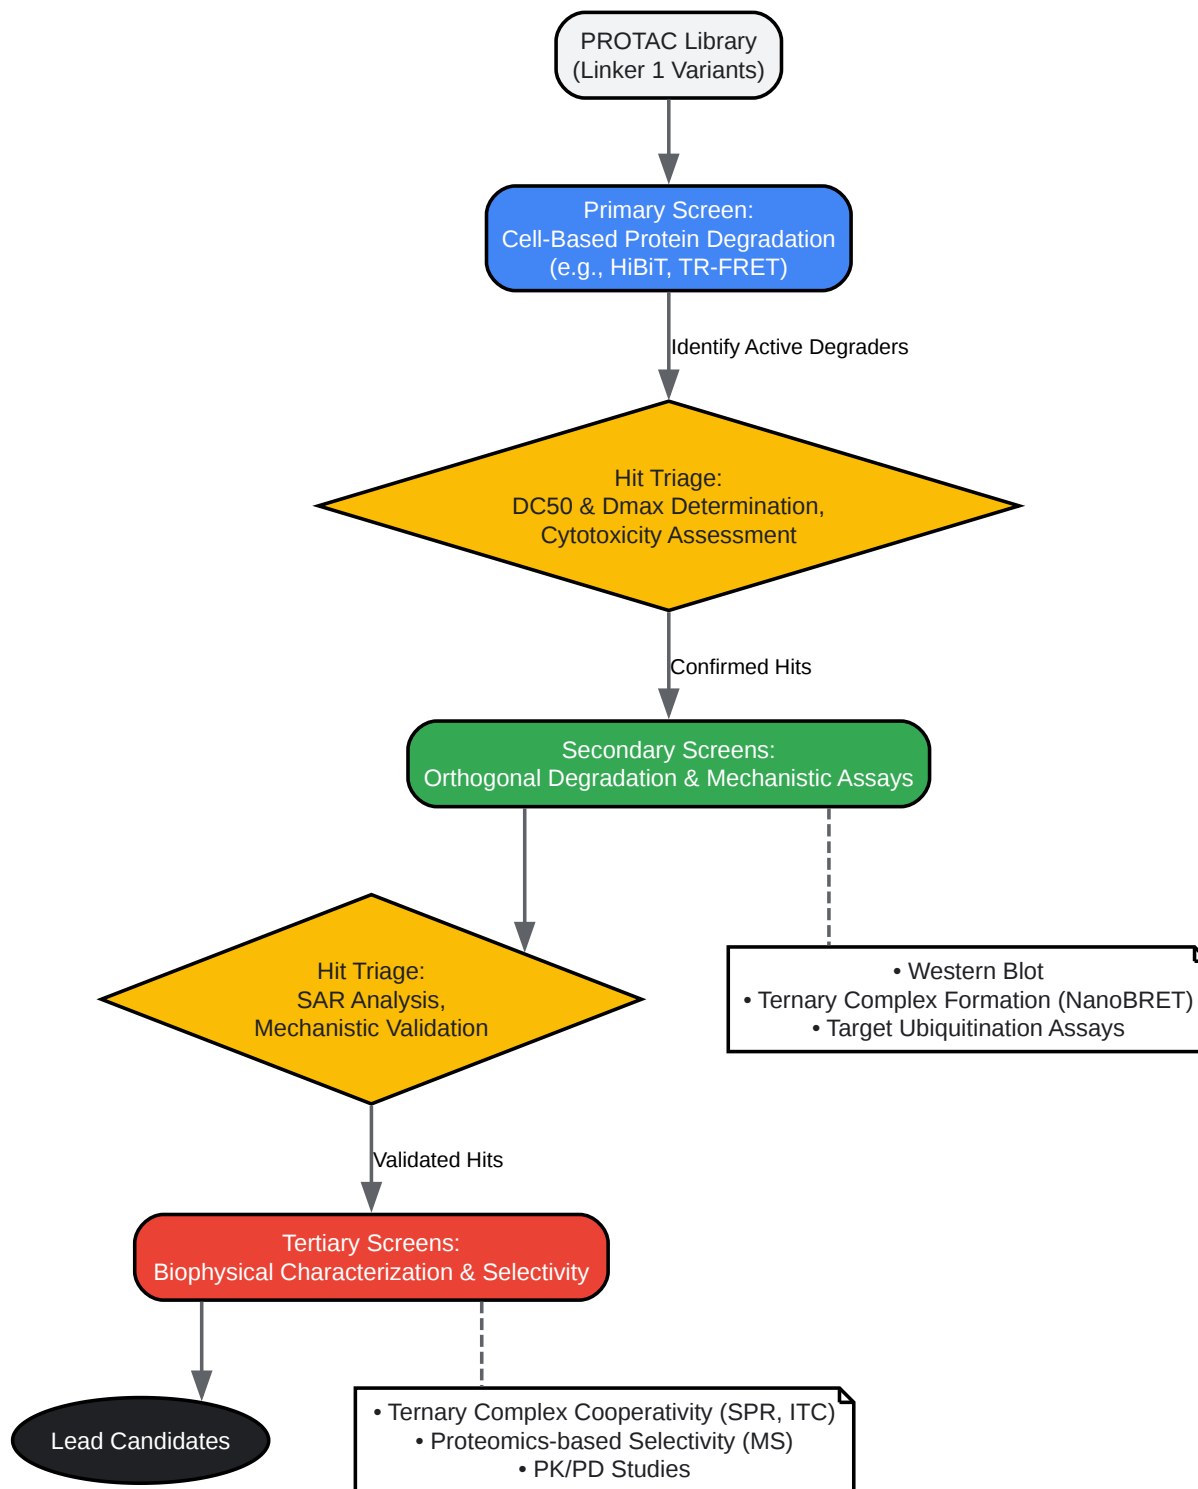 PROTAC Library
(Linker 1 Variants)
Primary Screen:
Cell-Based Protein Degradation
(e.g., HiBiT, TR-FRET)
Identify Active Degraders
Hit Triage:
DC50 & Dmax Determination,
Cytotoxicity Assessment
Confirmed Hits
Secondary Screens:
Orthogonal Degradation & Mechanistic Assays
Hit Triage:
SAR Analysis,
Mechanistic Validation
• Western Blot
• Ternary Complex Formation (NanoBRET)
• Target Ubiquitination Assays
Validated Hits
Tertiary Screens:
Biophysical Characterization & Selectivity
Lead Candidates
• Ternary Complex Cooperativity (SPR, ITC)
• Proteomics-based Selectivity (MS)
• PK/PD Studies